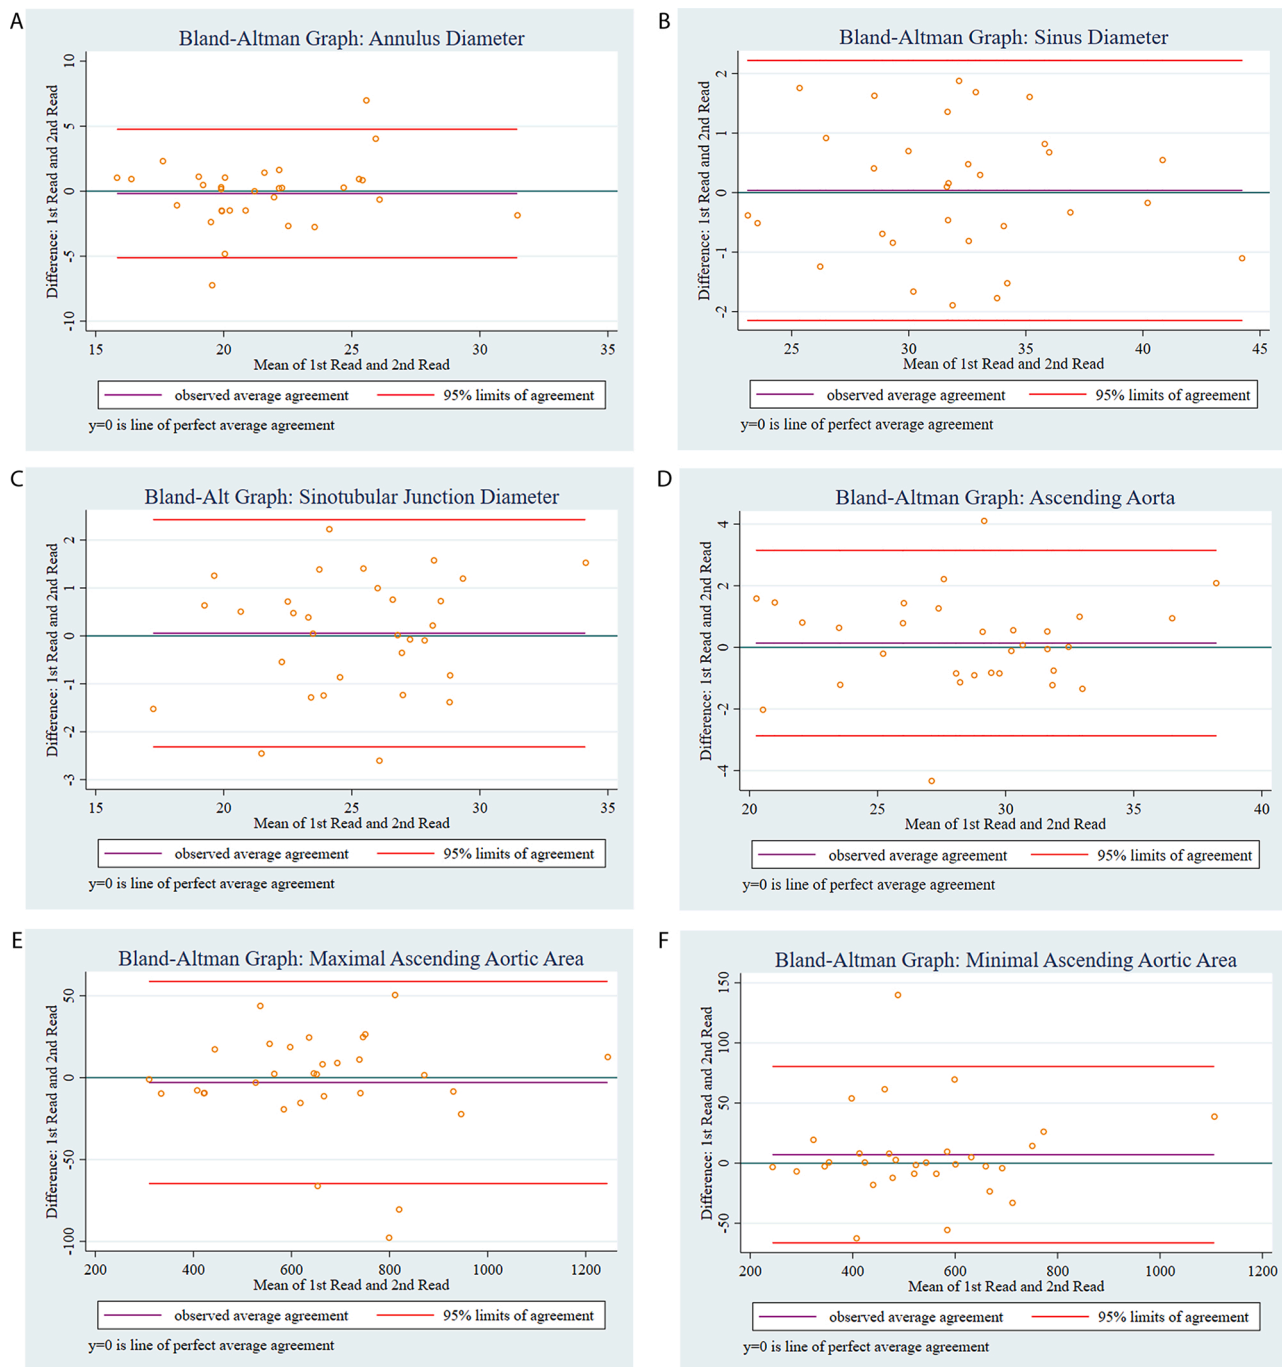 A
Bland-Altman Graph: Annulus Diameter
Difference: 1st Read and 2nd Read
10
5
0
-5
-10
15 20 25 30 35
Mean of 1st Read and 2nd Read
observed average agreement 95% limits of agreement
y=0 is line of perfect average agreement
B
Bland-Altman Graph: Sinus Diameter
Difference: 1st Read and 2nd Read
2
1
0
-1
-2
25 30 35 40 45
Mean of 1st Read and 2nd Read
observed average agreement 95% limits of agreement
y=0 is line of perfect average agreement
C
Bland-Alt Graph: Sinotubular Junction Diameter
Difference: 1st Read and 2nd Read
2
1
0
-1
-2
-3
15 20 25 30 35
Mean of 1st Read and 2nd Read
observed average agreement 95% limits of agreement
y=0 is line of perfect average agreement
D
Bland-Altman Graph: Ascending Aorta
Difference: 1st Read and 2nd Read
4
2
0
-2
-4
20 25 30 35 40
Mean of 1st Read and 2nd Read
observed average agreement 95% limits of agreement
y=0 is line of perfect average agreement
E
Bland-Altman Graph: Maximal Ascending Aortic Area
Difference: 1st Read and 2nd Read
50
0
-50
-100
200 400 600 800 1000 1200
Mean of 1st Read and 2nd Read
observed average agreement 95% limits of agreement
y=0 is line of perfect average agreement
F
Bland-Altman Graph: Minimal Ascending Aortic Area
Difference: 1st Read and 2nd Read
150
100
50
0
-50
200 400 600 800 1000 1200
Mean of 1st Read and 2nd Read
observed average agreement 95% limits of agreement
y=0 is line of perfect average agreement